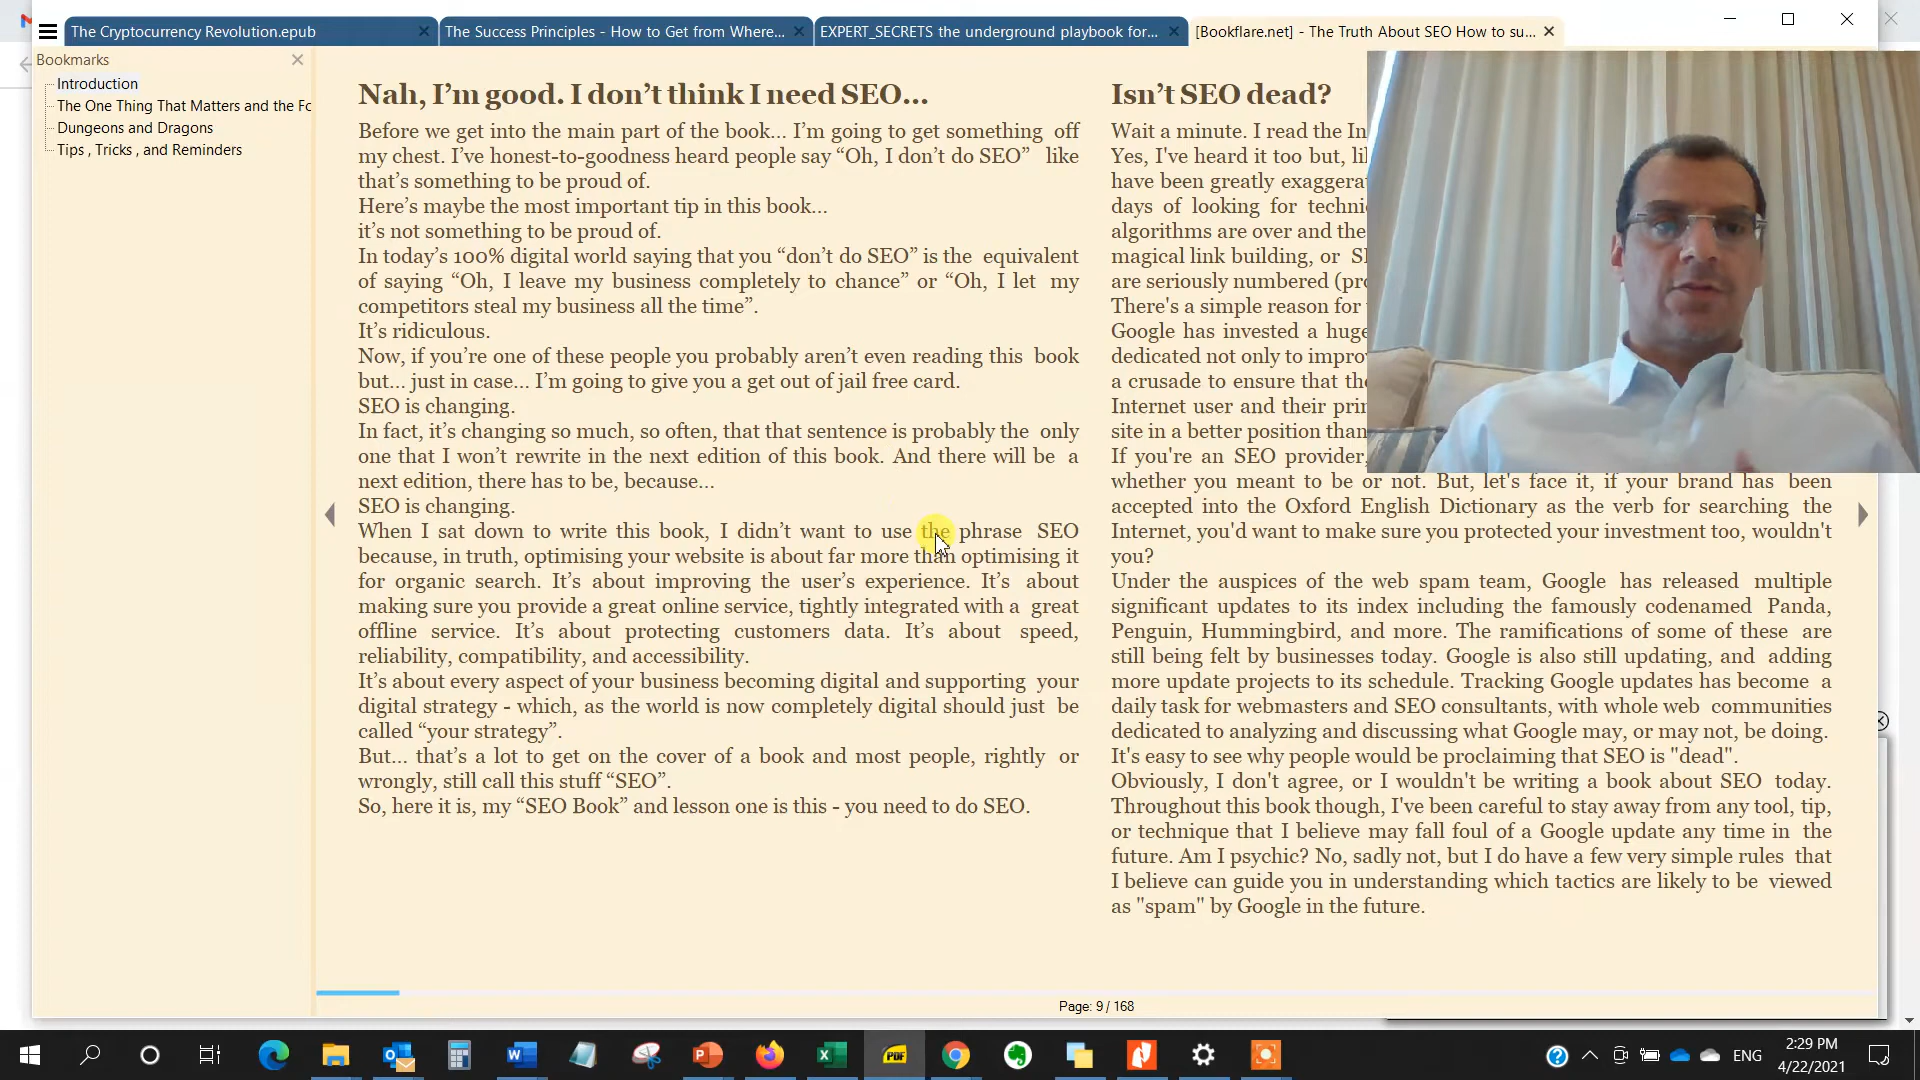 The Cryptocurrency Revolution.epub
The Success Principles - How to Get from Where...
EXPERT_SECRETS the underground playbook for...
[Bookflare.net] - The Truth About SEO How to su...
Bookmarks
Introduction
The One Thing That Matters and the Fo
Dungeons and Dragons
Tips , Tricks , and Reminders
Nah, I’m good. I don’t think I need SEO...
Before we get into the main part of the book... I’m going to get something off
my chest. I’ve honest-to-goodness heard people say “Oh, I don’t do SEO” like
that’s something to be proud of.
Here’s maybe the most important tip in this book...
it’s not something to be proud of.
In today’s 100% digital world saying that you “don’t do SEO” is the equivalent
of saying “Oh, I leave my business completely to chance” or “Oh, I let my
competitors steal my business all the time”.
It’s ridiculous.
Now, if you’re one of these people you probably aren’t even reading this book
but... just in case... I’m going to give you a get out of jail free card.
SEO is changing.
In fact, it’s changing so much, so often, that that sentence is probably the only
one that I won’t rewrite in the next edition of this book. And there will be a
next edition, there has to be, because...
SEO is changing.
When I sat down to write this book, I didn’t want to use the phrase SEO
because, in truth, optimising your website is about far more than optimising it
for organic search. It’s about improving the user’s experience. It’s about
making sure you provide a great online service, tightly integrated with a great
offline service. It’s about protecting customers data. It’s about speed,
reliability, compatibility, and accessibility.
It’s about every aspect of your business becoming digital and supporting your
digital strategy - which, as the world is now completely digital should just be
called “your strategy”.
But... that’s a lot to get on the cover of a book and most people, rightly or
wrongly, still call this stuff “SEO”.
So, here it is, my “SEO Book” and lesson one is this - you need to do SEO.
Isn’t SEO dead?
Wait a minute. I read the In
Yes, I've heard it too but, li
have been greatly exaggera
days of looking for techni
algorithms are over and the
magical link building, or S
are seriously numbered (pro
There's a simple reason for
Google has invested a huge
dedicated not only to improv
a crusade to ensure that the
Internet user and their prin
site in a better position than
If you're an SEO provider,
whether you meant to be or not. But, let's face it, if your brand has been
accepted into the Oxford English Dictionary as the verb for searching the
Internet, you'd want to make sure you protected your investment too, wouldn't
you?
Under the auspices of the web spam team, Google has released multiple
significant updates to its index including the famously codenamed Panda,
Penguin, Hummingbird, and more. The ramifications of some of these are
still being felt by businesses today. Google is also still updating, and adding
more update projects to its schedule. Tracking Google updates has become a
daily task for webmasters and SEO consultants, with whole web communities
dedicated to analyzing and discussing what Google may, or may not, be doing.
It's easy to see why people would be proclaiming that SEO is "dead".
Obviously, I don't agree, or I wouldn't be writing a book about SEO today.
Throughout this book though, I've been careful to stay away from any tool, tip,
or technique that I believe may fall foul of a Google update any time in the
future. Am I psychic? No, sadly not, but I do have a few very simple rules that
I believe can guide you in understanding which tactics are likely to be viewed
as "spam" by Google in the future.
Page: 9 / 168
PDF
ENG
2:29 PM
4/22/2021